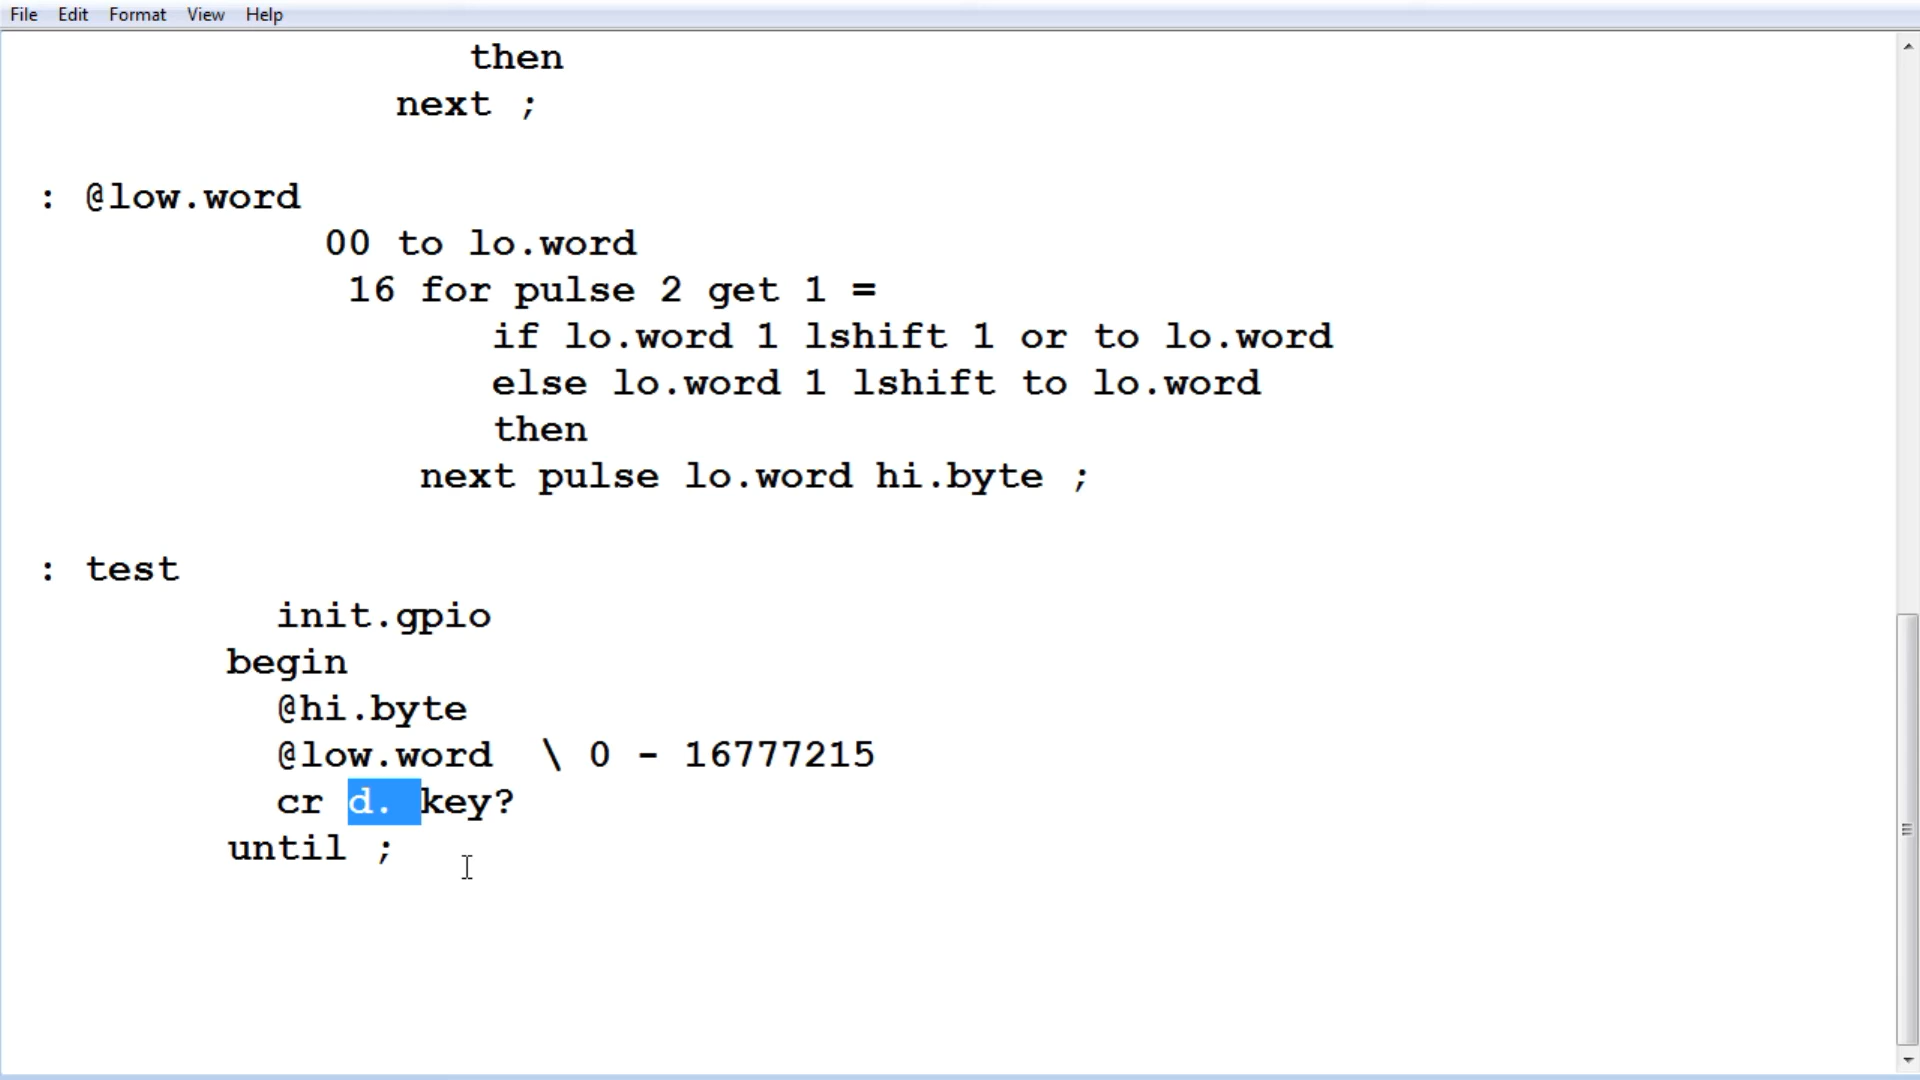 File Edit Format View Help
then
next ;
: @low.word
00 to lo.word
16 for pulse 2 get 1 =
if lo.word 1 lshift 1 or to lo.word
else lo.word 1 lshift to lo.word
then
next pulse lo.word hi.byte ;
: test
init.gpio
begin
@hi.byte
@low.word \ 0 - 16777215
cr d. key?
until ;